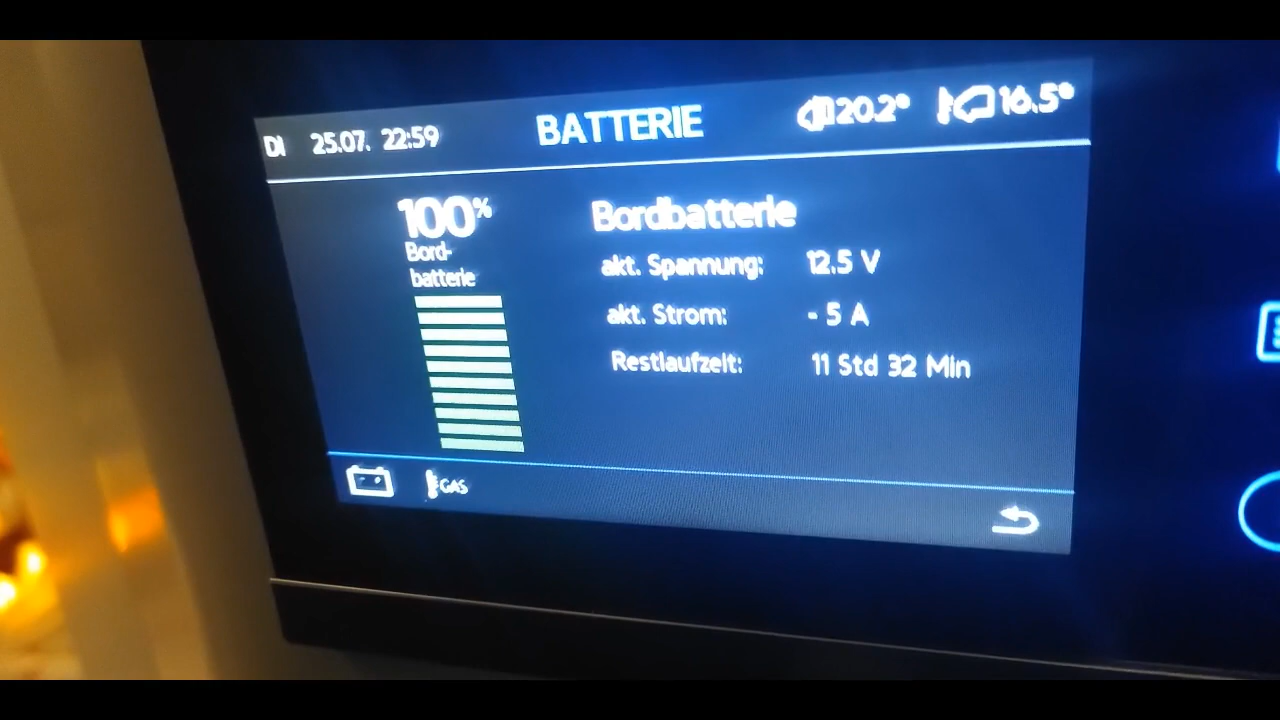 DI 25.07. 22:59 BATTERIE 20.2° 16.5°
100%
Bord-
batterie
Bordbatterie
akt. Spannung: 12.5 V
akt. Strom: - 5 A
Restlaufzeit: 11 Std 32 Min
GAS